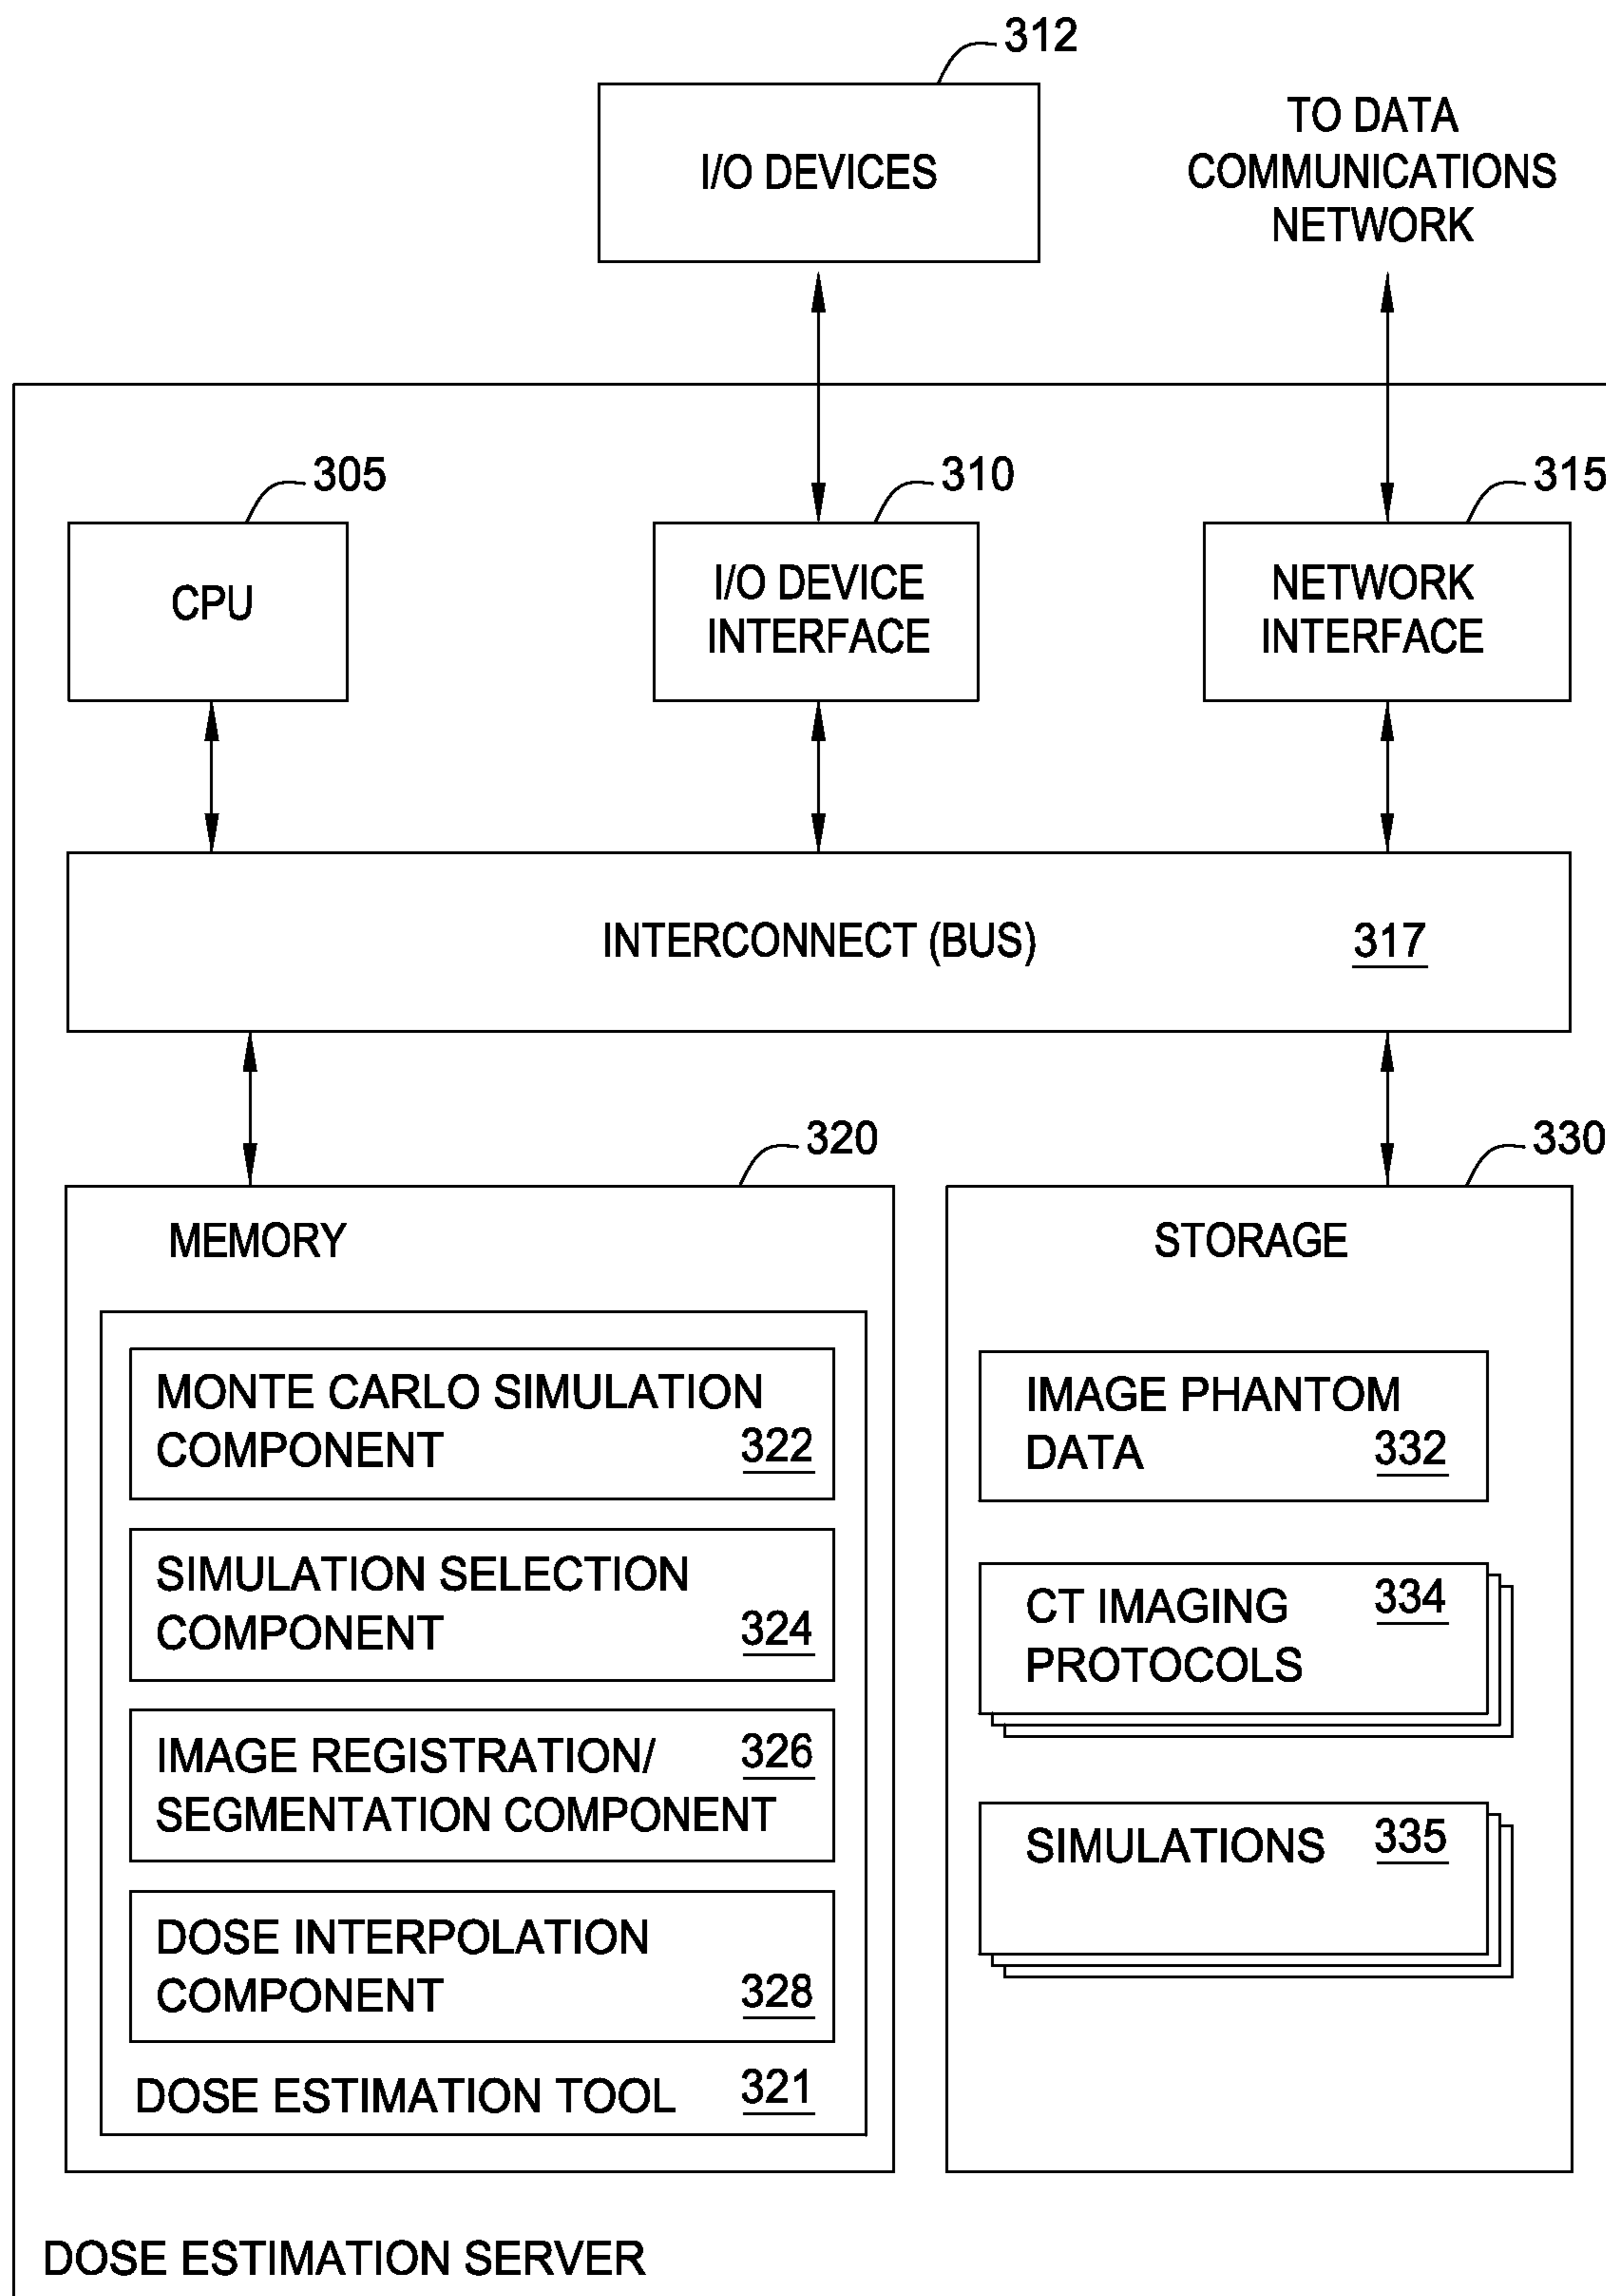 312
I/O DEVICES
TO DATA
COMMUNICATIONS
NETWORK
305
310
315
CPU
I/O DEVICE
INTERFACE
NETWORK
INTERFACE
INTERCONNECT (BUS) 317
320
330
MEMORY
MONTE CARLO SIMULATION
COMPONENT 322
SIMULATION SELECTION
COMPONENT 324
IMAGE REGISTRATION/ 326
SEGMENTATION COMPONENT
DOSE INTERPOLATION
COMPONENT 328
DOSE ESTIMATION TOOL 321
STORAGE
IMAGE PHANTOM
DATA 332
CT IMAGING 334
PROTOCOLS
SIMULATIONS 335
DOSE ESTIMATION SERVER